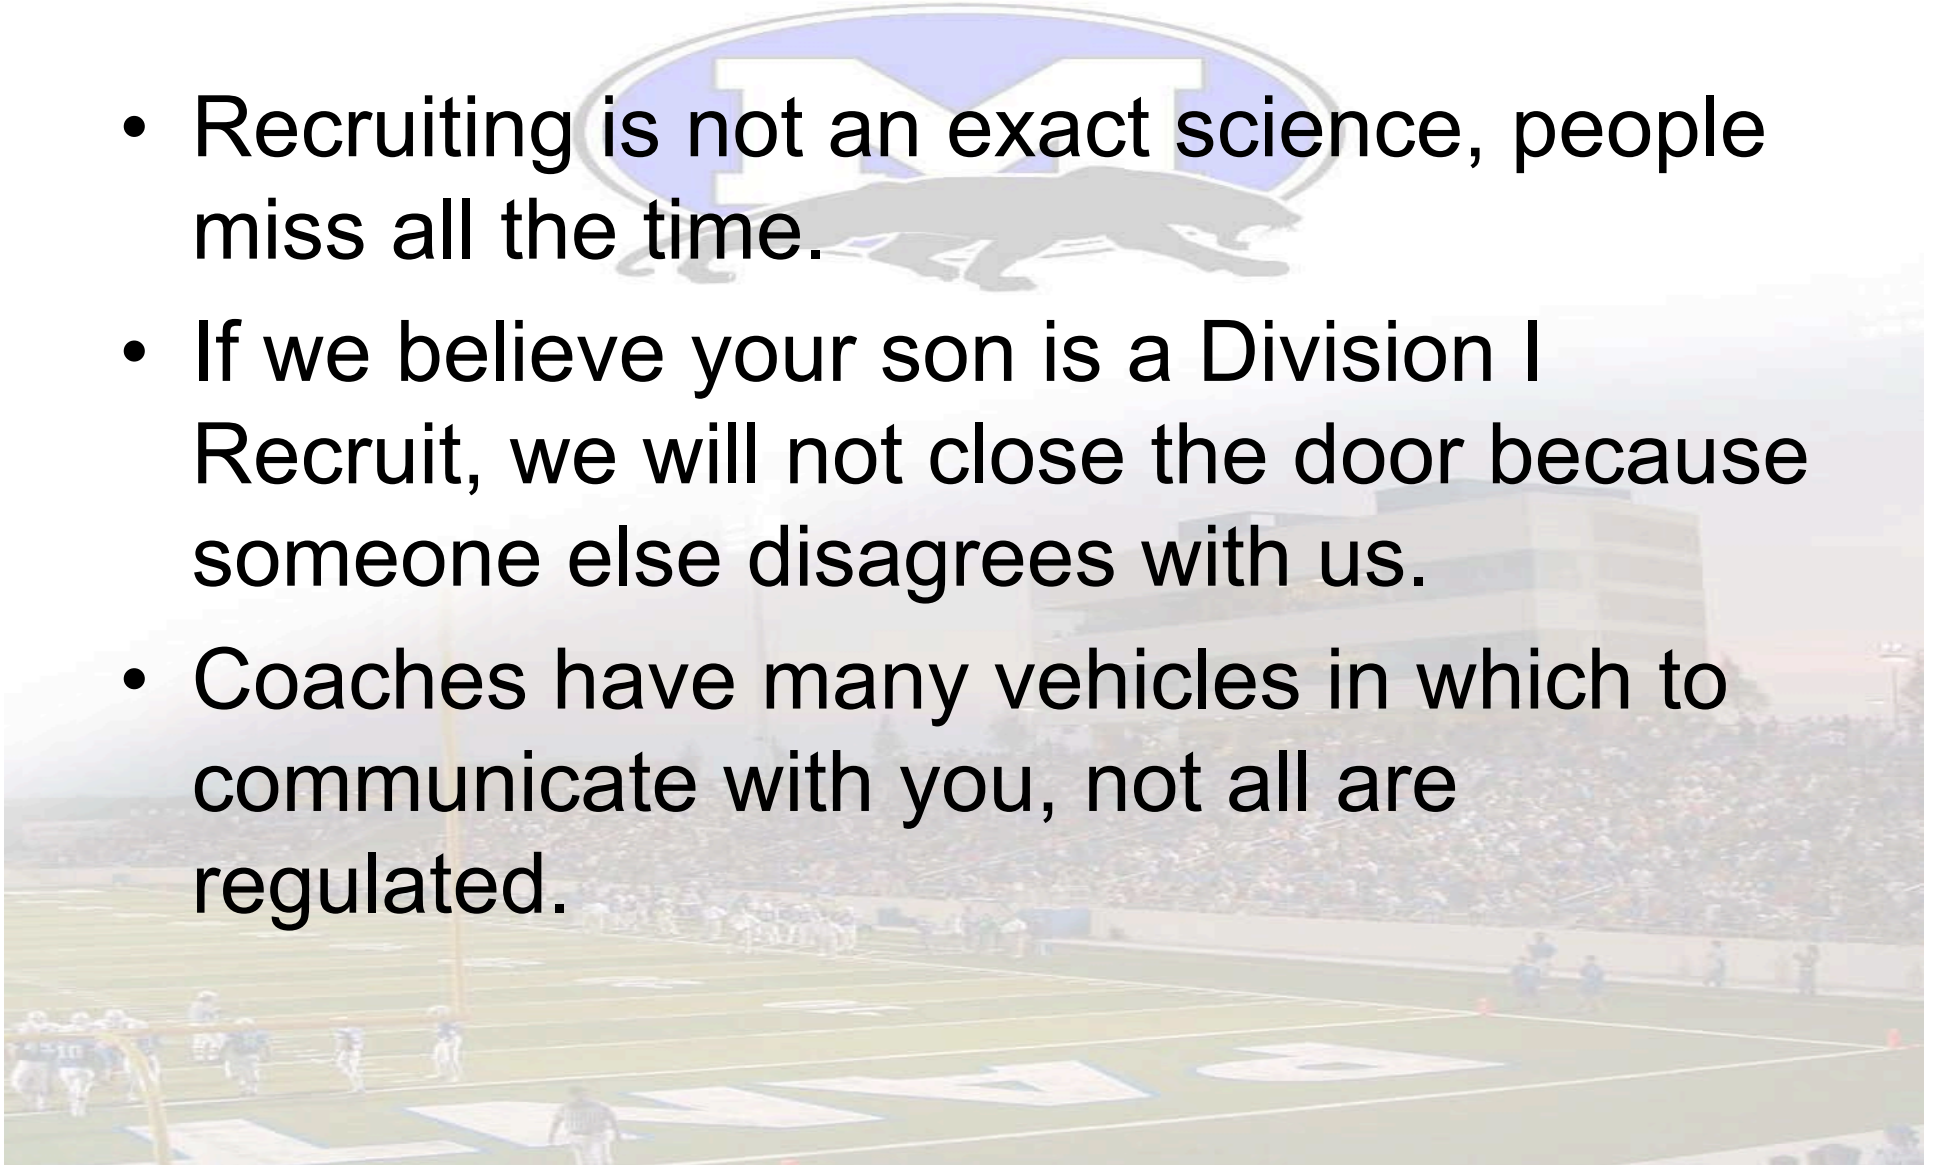 M
• Recruiting is not an exact science, people
miss all the time.
• If we believe your son is a Division I
Recruit, we will not close the door because
someone else disagrees with us.
• Coaches have many vehicles in which to
communicate with you, not all are
regulated.